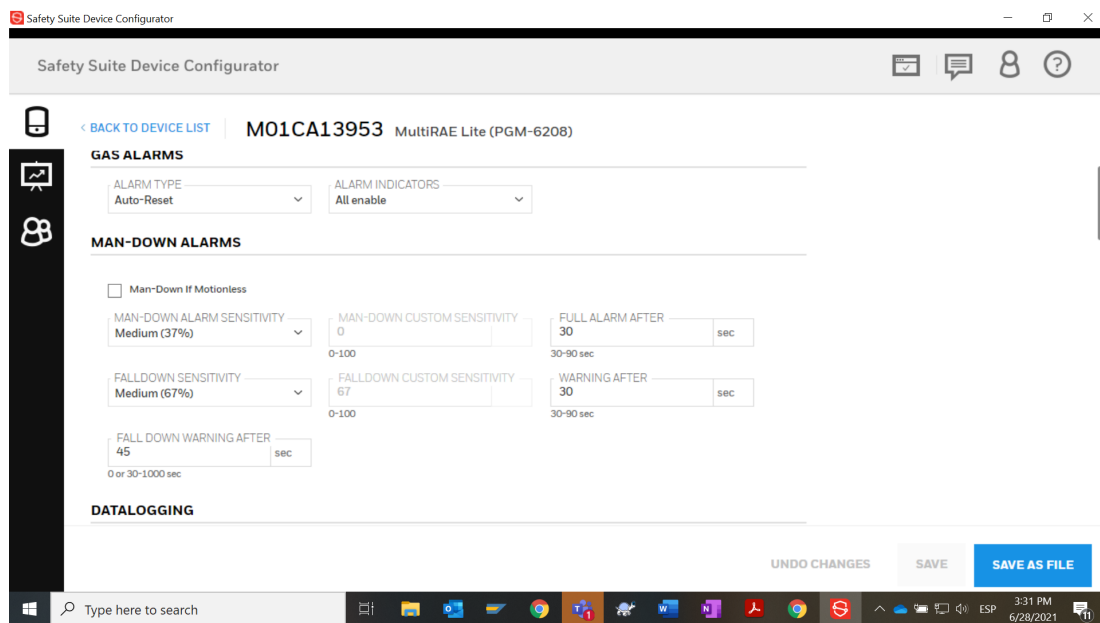 Safety Suite Device Configurator
Safety Suite Device Configurator
< BACK TO DEVICE LIST M01CA13953 MultiRAE Lite (PGM-6208)
GAS ALARMS
ALARM TYPE ALARM INDICATORS
Auto-Reset All enable
MAN-DOWN ALARMS
Man-Down If Motionless
MAN-DOWN ALARM SENSITIVITY MAN-DOWN CUSTOM SENSITIVITY FULL ALARM AFTER
Medium (37%) 0 30 sec
0-100 30-90 sec
FALLDOWN SENSITIVITY FALLDOWN CUSTOM SENSITIVITY WARNING AFTER
Medium (67%) 67 30 sec
0-100 30-90 sec
FALL DOWN WARNING AFTER
45 sec
0 or 30-1000 sec
DATALOGGING
UNDO CHANGES SAVE SAVE AS FILE
Type here to search ESP 3:31 PM
6/28/2021 11